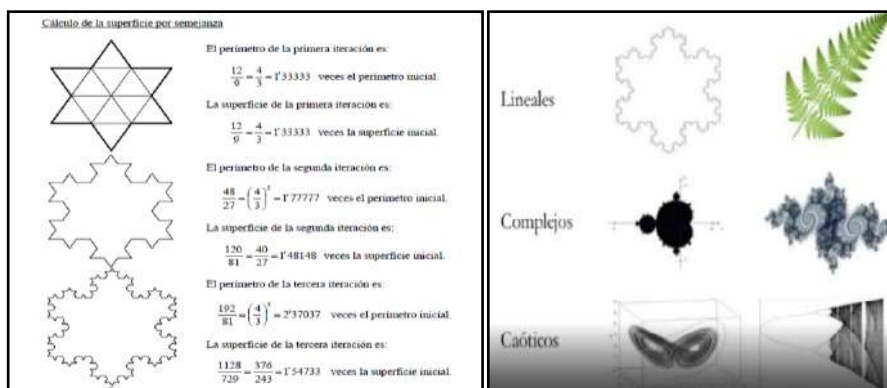 Cálculo de la superficie por semejanza
El perímetro de la primera iteración es:
12/9 = 4/3 = 1'33333 veces el perímetro inicial.
La superficie de la primera iteración es:
12/9 = 4/3 = 1'33333 veces la superficie inicial.
El perímetro de la segunda iteración es:
48/27 = (4/3)² = 1'77777 veces el perímetro inicial.
La superficie de la segunda iteración es:
120/81 = 40/27 = 1'48148 veces la superficie inicial.
El perímetro de la tercera iteración es:
192/81 = (4/3)³ = 2'37037 veces el perímetro inicial.
La superficie de la tercera iteración es:
1128/729 = 376/243 = 1'54733 veces la superficie inicial.
Lineales
Complejos
Caóticos